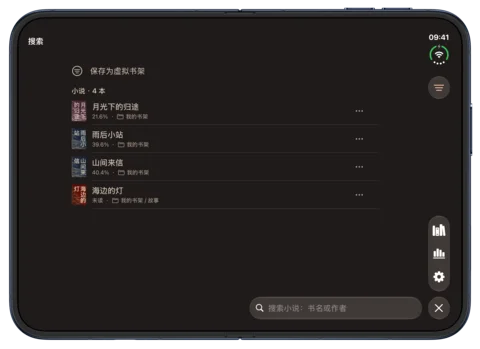 搜索
09:41
保存为虚拟书架
小说 · 4 本
月光下的归途
21.6% · 我的书架
雨后小站
39.6% · 我的书架
山间来信
40.4% · 我的书架
海边的灯
未读 · 我的书架 / 故事
搜索小说：书名或作者